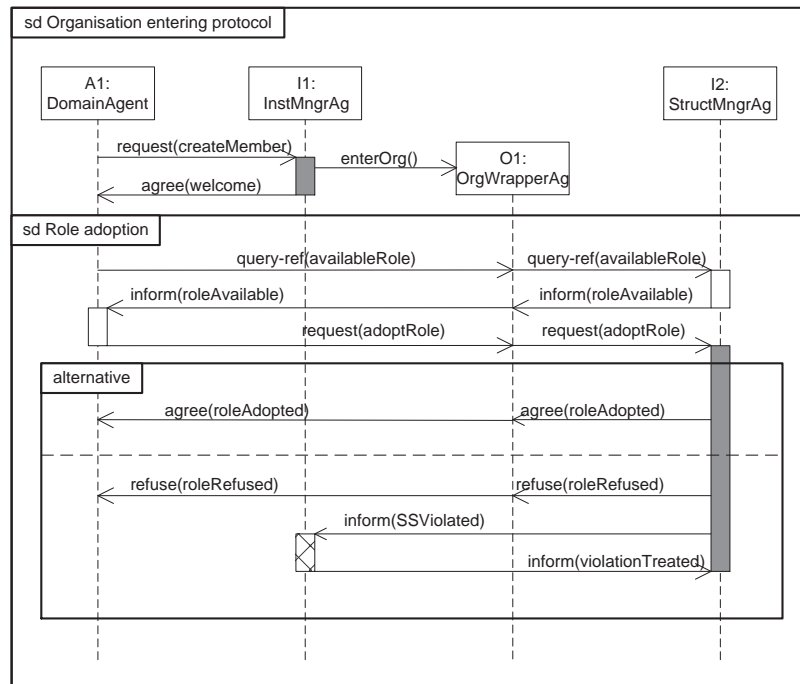 sd Organisation entering protocol
A1:
DomainAgent
I1:
InstMngrAg
I2:
StructMngrAg
request(createMember)
enterOrg()
O1:
OrgWrapperAg
agree(welcome)
sd Role adoption
query-ref(availableRole)
query-ref(availableRole)
inform(roleAvailable)
inform(roleAvailable)
request(adoptRole)
request(adoptRole)
alternative
agree(roleAdopted)
agree(roleAdopted)
refuse(roleRefused)
refuse(roleRefused)
inform(SSViolated)
inform(violationTreated)